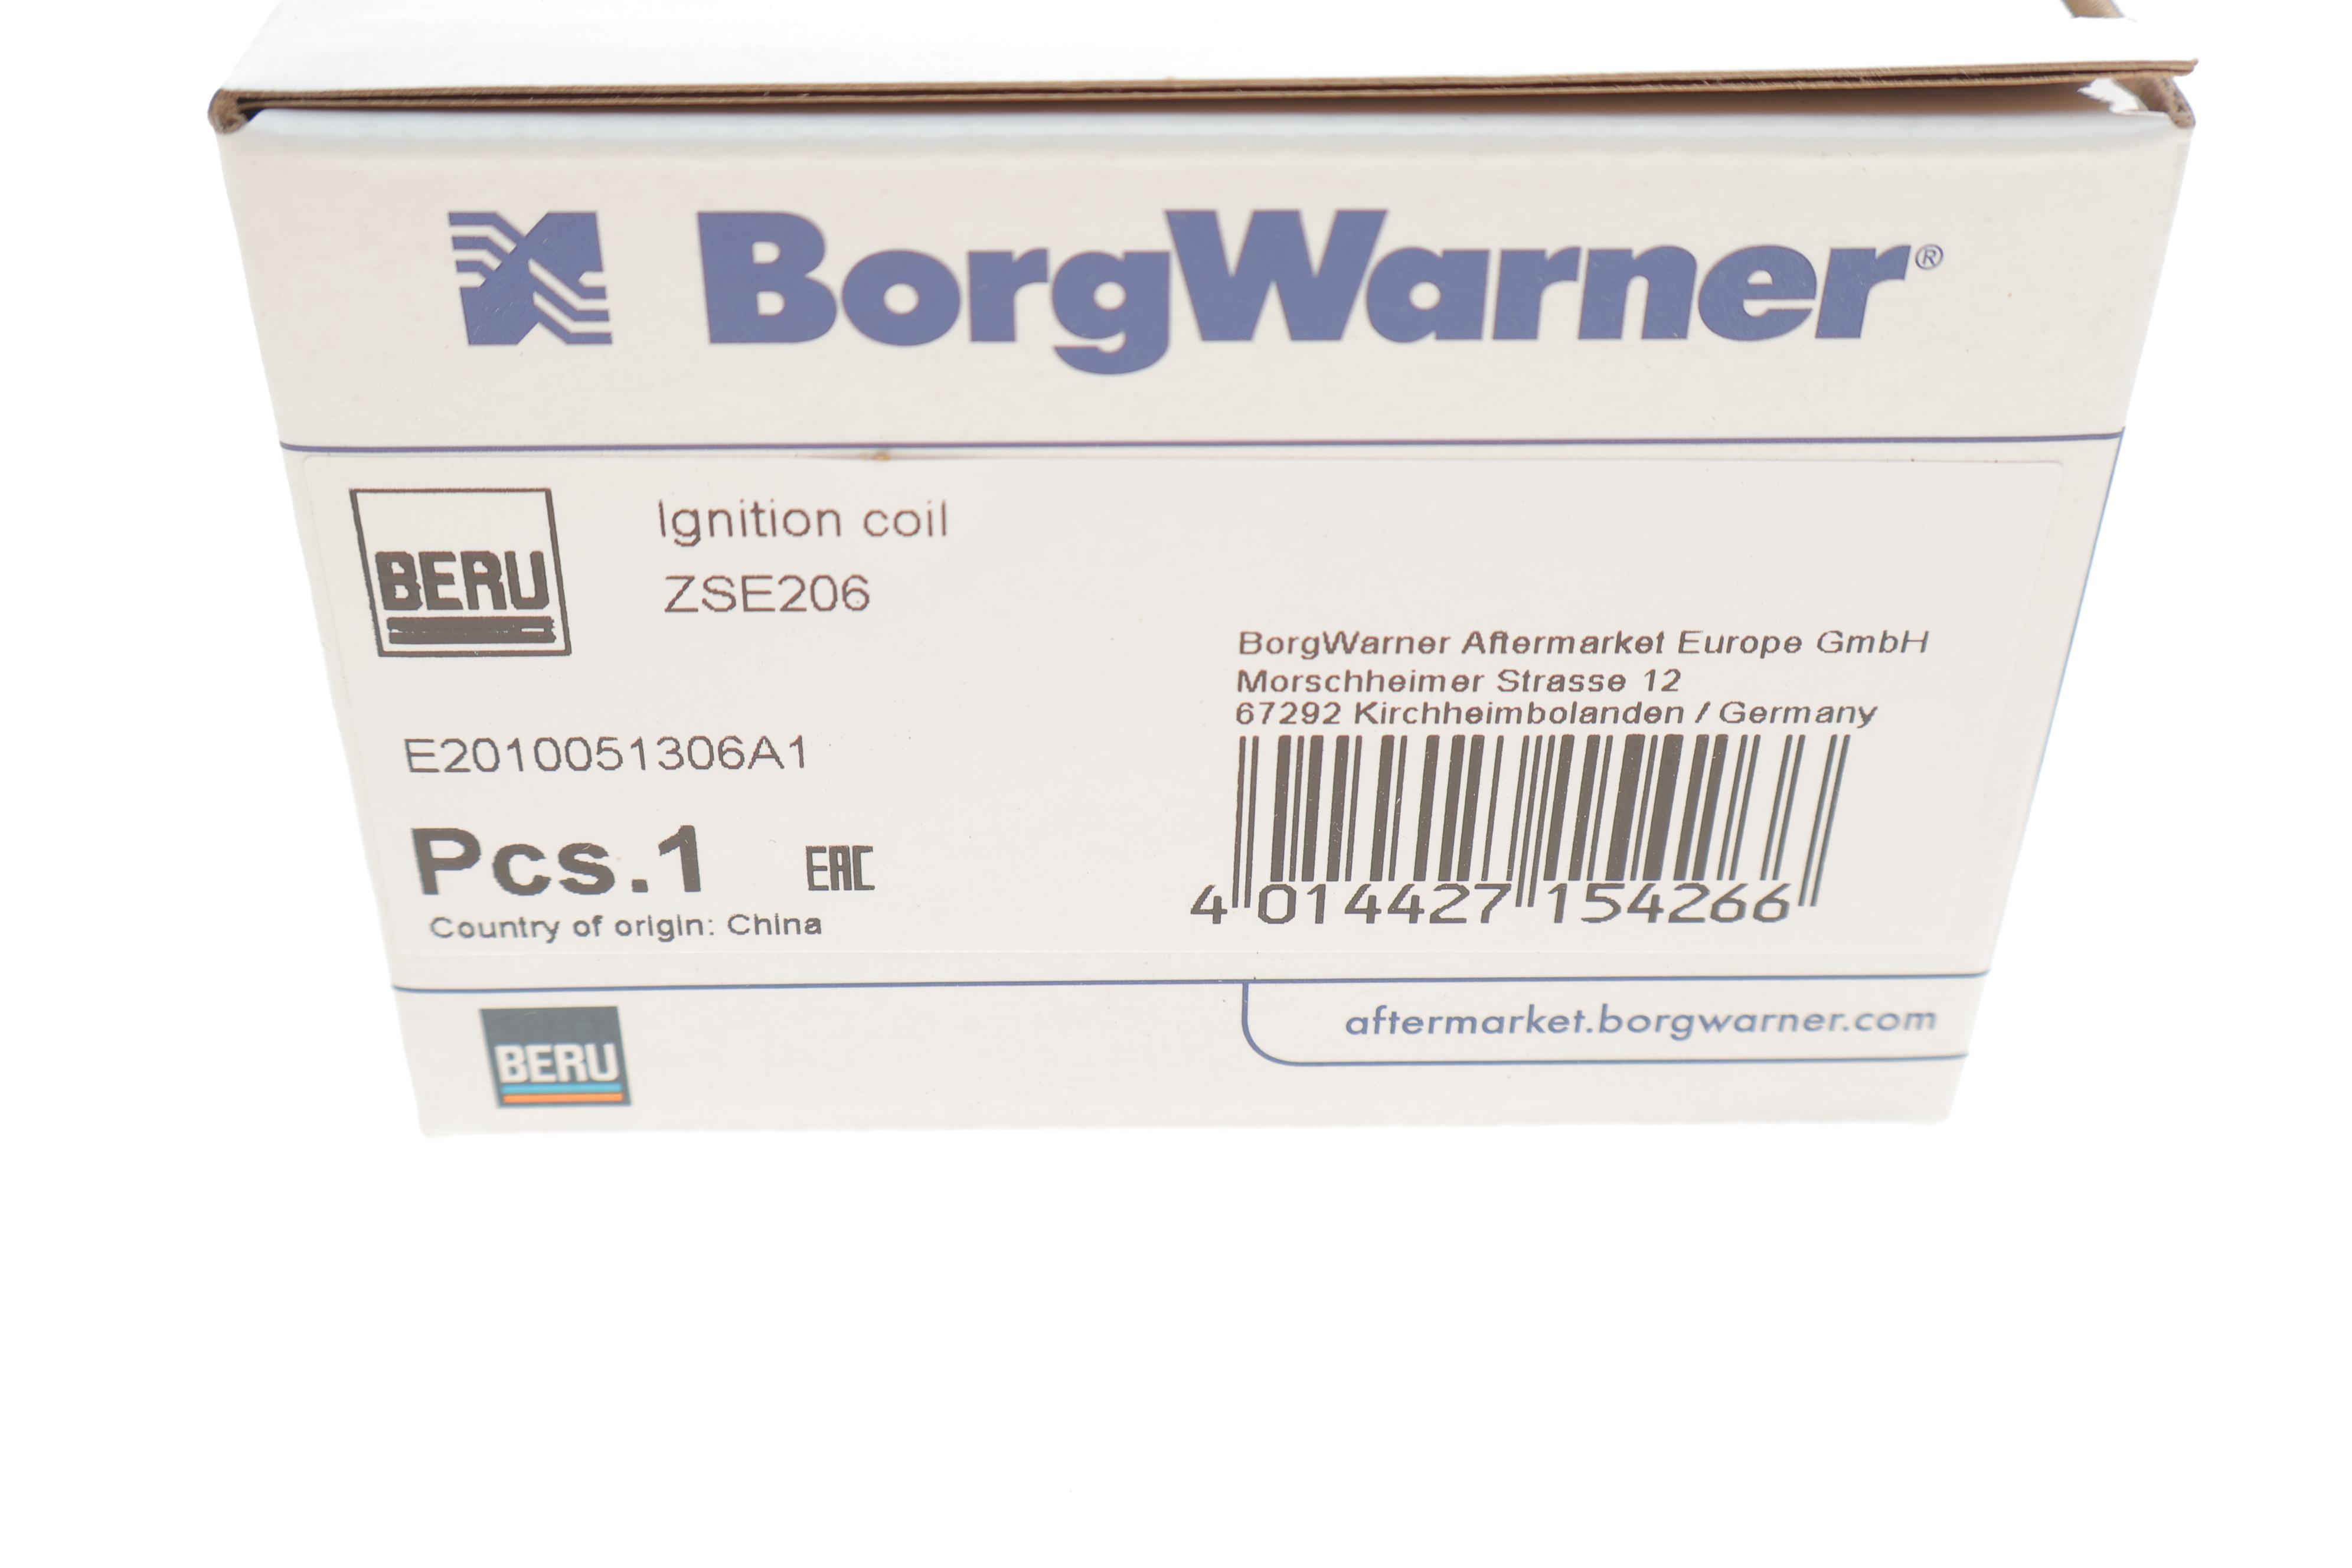 BorgWarner®
BERU
Ignition coil
ZSE206
BorgWarner Aftermarket Europe GmbH
Morschheimer Strasse 12
67292 Kirchheimbolanden / Germany
E2010051306A1
Pcs.1
EAC
Country of origin: China
4 014427 154266
BERU
aftermarket.borgwarner.com